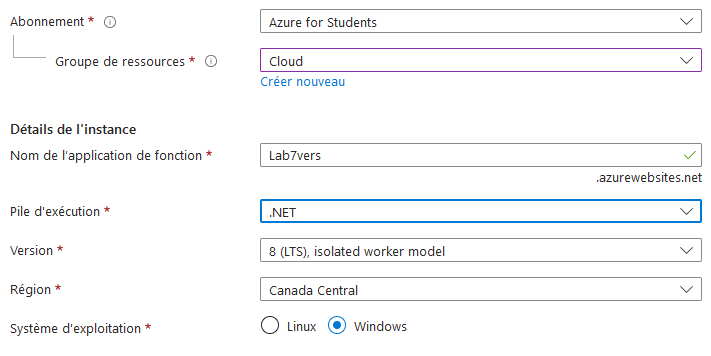 Abonnement * Azure for Students
Groupe de ressources * Cloud
Créer nouveau
Détails de l'instance
Nom de l'application de fonction * Lab7vers
.azurewebsites.net
Pile d'exécution * .NET
Version * 8 (LTS), isolated worker model
Région * Canada Central
Système d'exploitation * Linux Windows